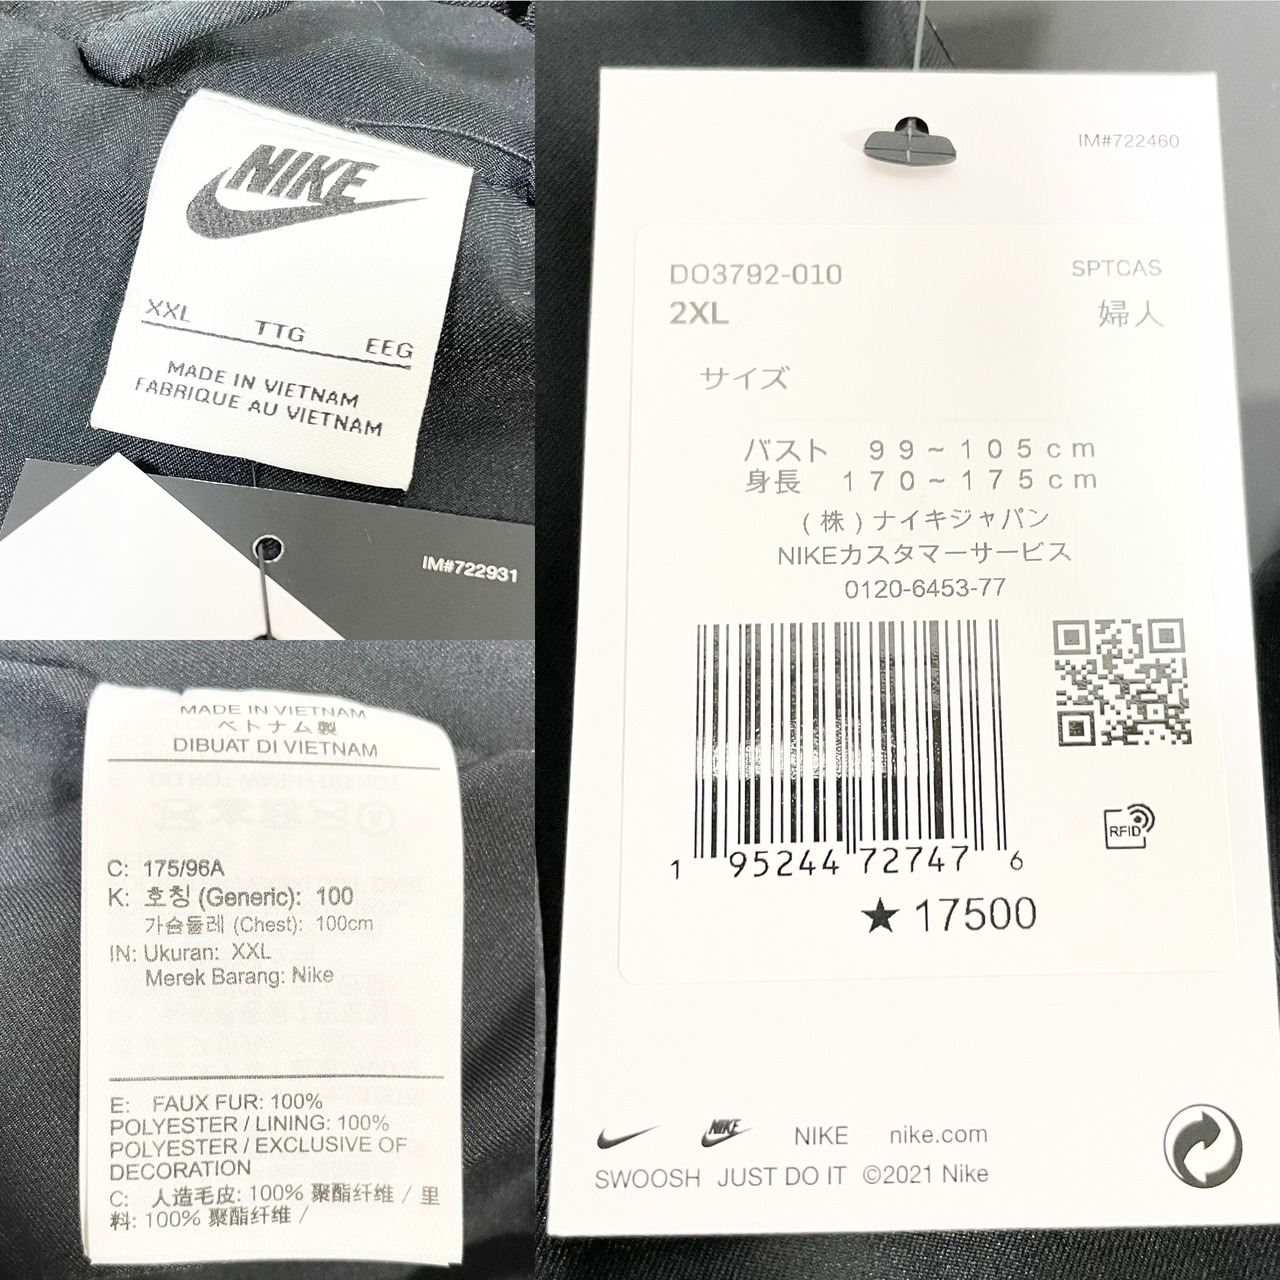 NIKE
XXL TTG EEG
MADE IN VIETNAM
FABRIQUE AU VIETNAM
IM#722931
MADE IN VIETNAM
ベトナム製
DIBUAT DI VIETNAM
C: 175/96A
K: 호칭 (Generic): 100
가슴둘레 (Chest): 100cm
IN: Ukuran: XXL
Merek Barang: Nike
E: FAUX FUR: 100%
POLYESTER / LINING: 100%
POLYESTER / EXCLUSIVE OF
DECORATION
C: 人造毛皮: 100% 聚酯纤维 / 里
料: 100% 聚酯纤维 /
IM#722460
DO3792-010 SPTCAS
2XL 婦人
サイズ
バスト 99~105cm
身長 170~175cm
(株)ナイキジャパン
NIKEカスタマーサービス
0120-6453-77
1 95244 72747 6
RFID
★17500
NIKE NIKE nike.com
SWOOSH JUST DO IT ©2021 Nike